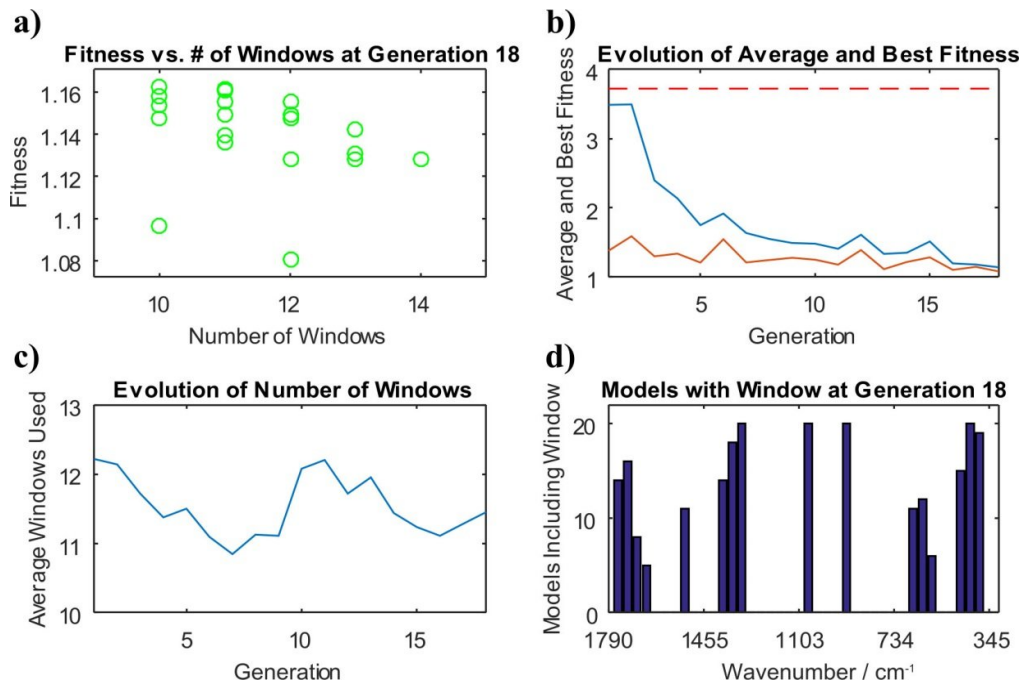 a)
Fitness vs. # of Windows at Generation 18
1.16
1.14
1.12
1.1
1.08
Fitness
10
12
14
Number of Windows
b)
Evolution of Average and Best Fitness
4
3
2
1
Average and Best Fitness
5
10
15
Generation
c)
Evolution of Number of Windows
13
12
11
10
Average Windows Used
5
10
15
Generation
d)
Models with Window at Generation 18
20
10
0
Models Including Window
1790
1455
1103
734
345
Wavenumber / cm⁻¹